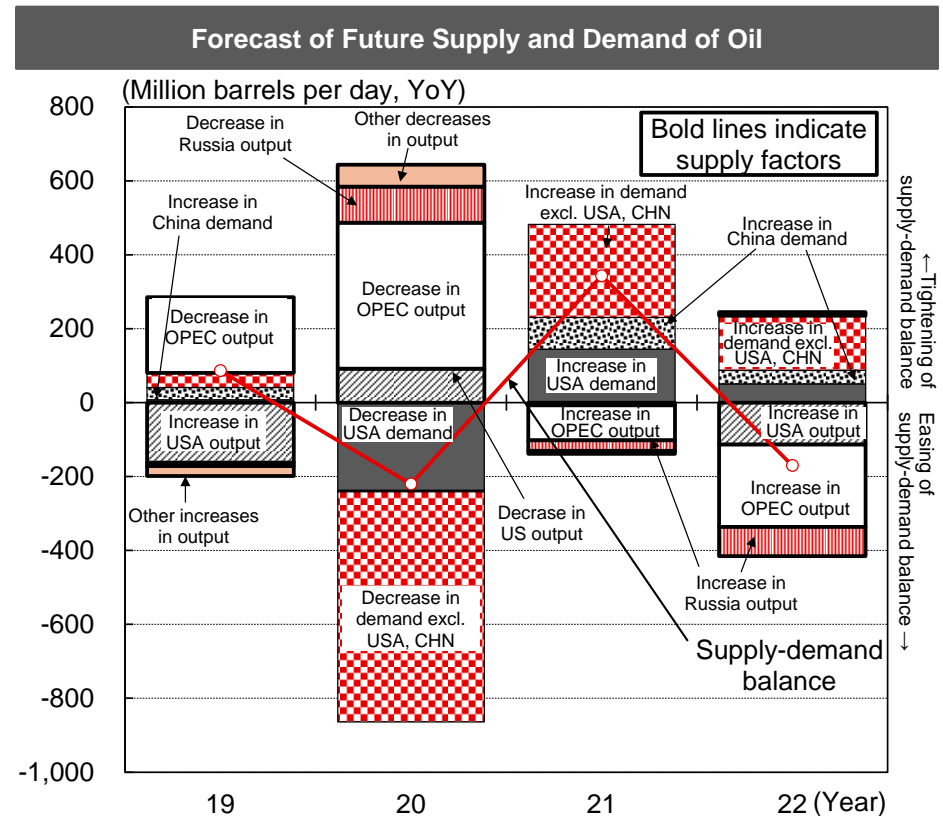 Forecast of Future Supply and Demand of Oil
(Million barrels per day, YoY)
800
600
400
200
0
-200
-400
-600
-800
-1,000
Bold lines indicate
supply factors
Decrease in
Russia output
Other decreases
in output
Increase in
China demand
Increase in demand
excl. USA, CHN
Increase in
China demand
Decrease in
OPEC output
Decrease in
OPEC output
Increase in
demand excl.
USA, CHN
Increase in
USA demand
Increase in
USA output
Decrease in
USA demand
Increase in
OPEC output
Increase in
USA output
Other increases
in output
Decrase in
US output
Increase in
OPEC output
Increase in
Russia output
Decrease in
demand excl.
USA, CHN
Supply-demand
balance
←Tightening of
supply-demand balance
Easing of
supply-demand balance →
19
20
21
22
(Year)